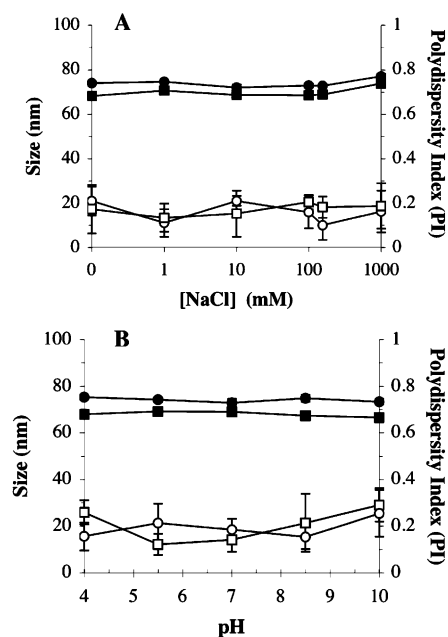 A
100
80
60
40
20
0
Size (nm)
1
0.8
0.6
0.4
0.2
0
Polydispersity Index (PI)
0 1 10 100 1000
[NaCl] (mM)
B
100
80
60
40
20
0
Size (nm)
1
0.8
0.6
0.4
0.2
0
Polydispersity Index (PI)
4 5 6 7 8 9 10
pH